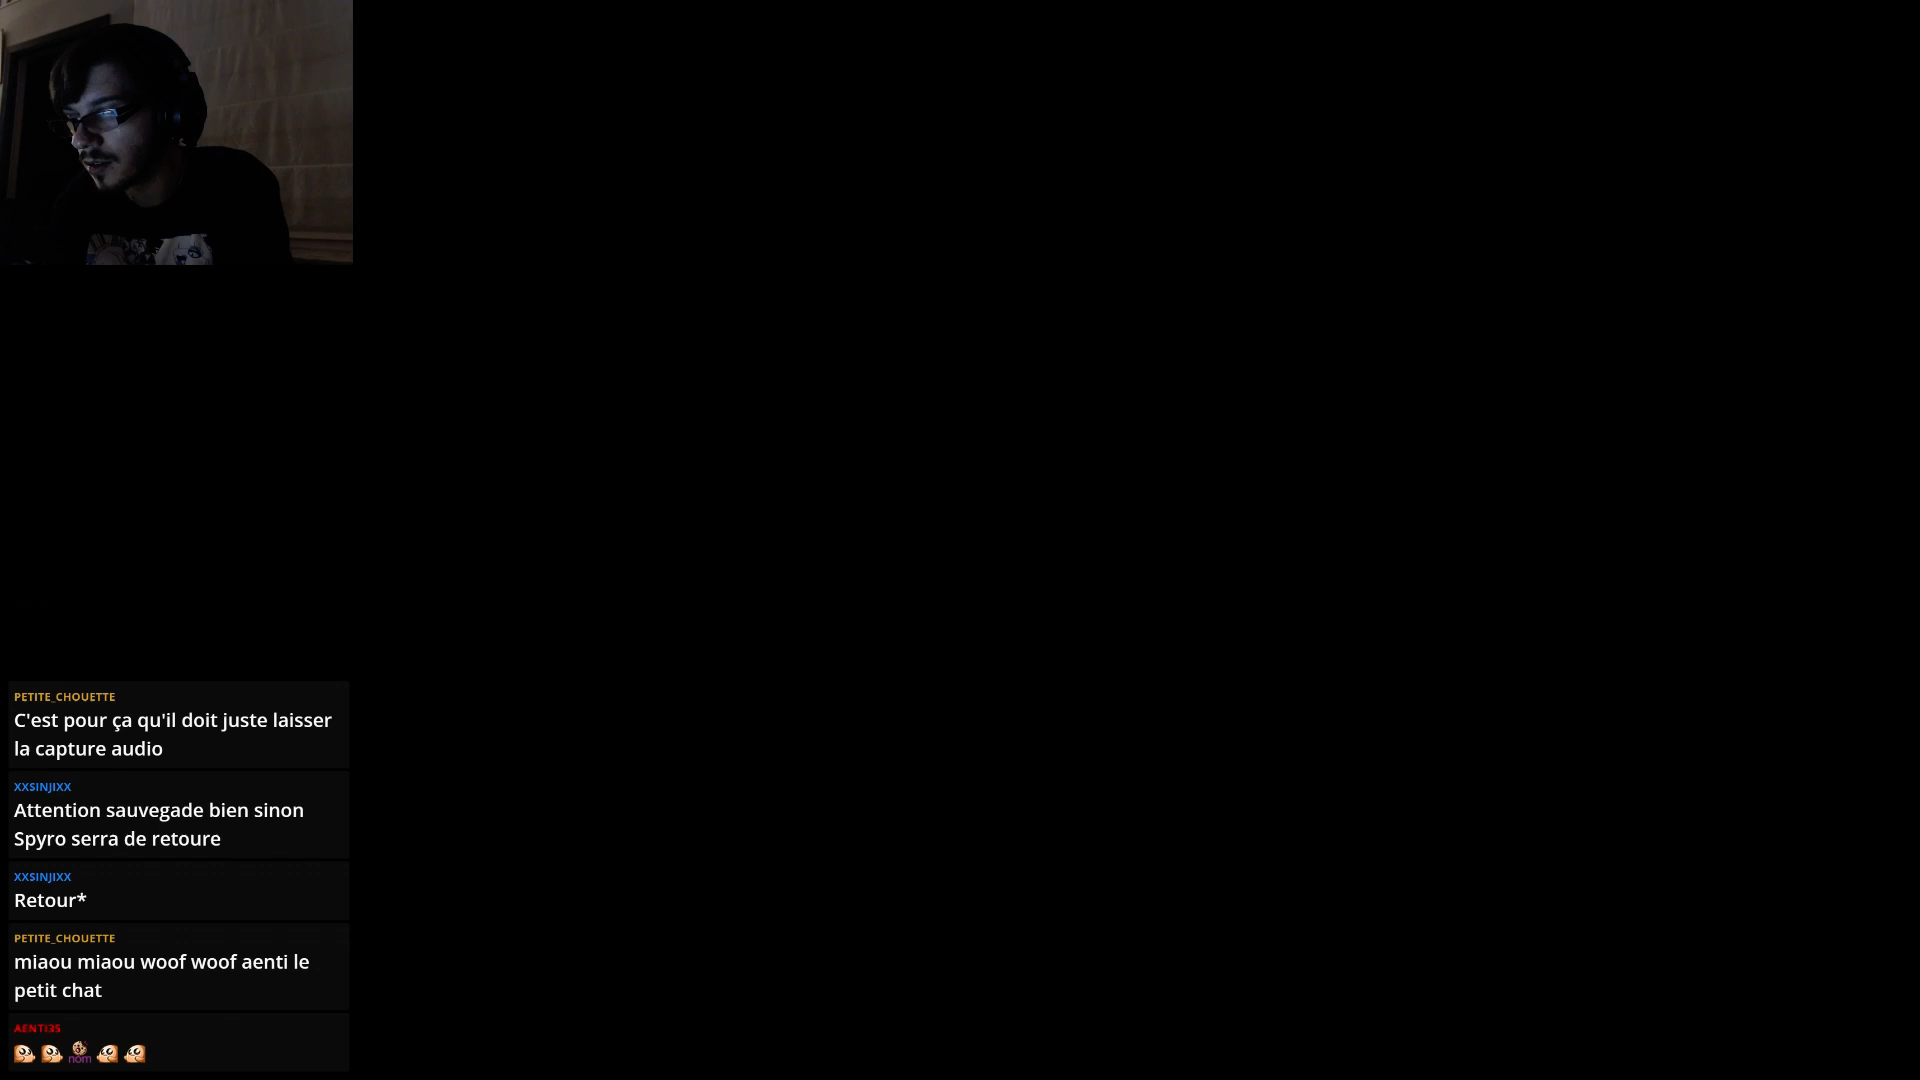 PETITE_CHOUETTE
C'est pour ça qu'il doit juste laisser
la capture audio
XXSINJIXX
Attention sauvegade bien sinon
Spyro serra de retoure
XXSINJIXX
Retour*
PETITE_CHOUETTE
miaou miaou woof woof aenti le
petit chat
AENTI35
nom